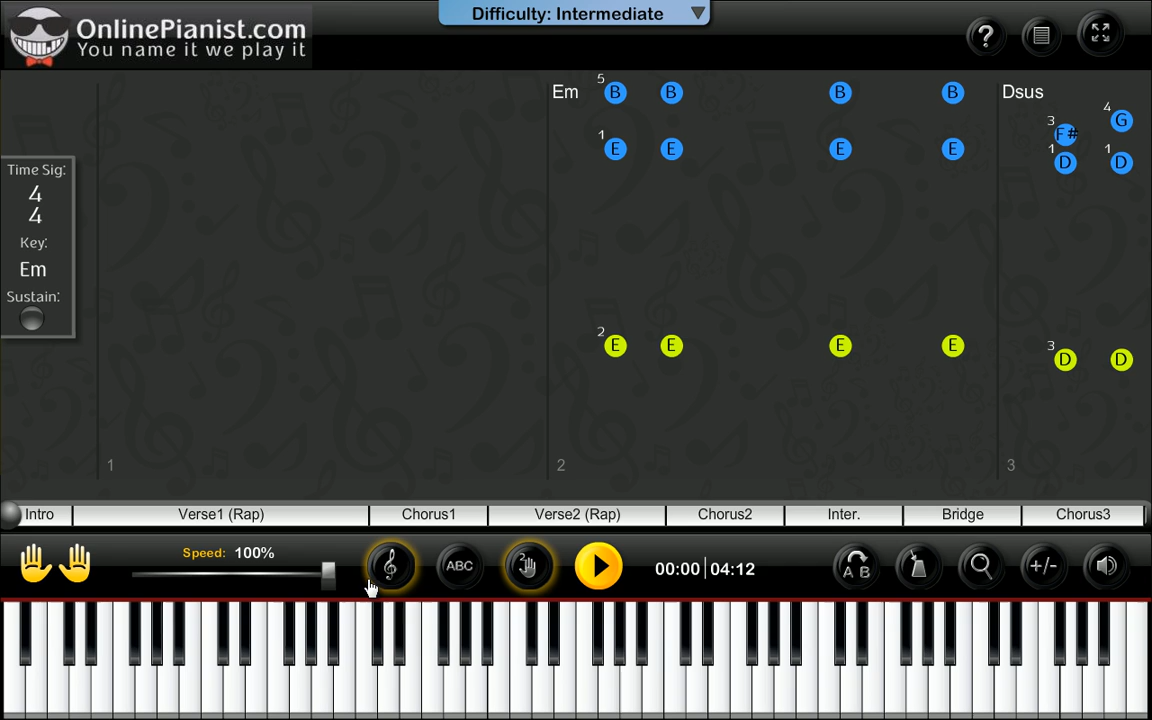 Difficulty: Intermediate
OnlinePianist.com
You name it we play it
?
Em 5 B B B B Dsus
4 G
3 F#
1 E E E E 1 D 1 D
Time Sig:
4
4
Key:
Em
Sustain:
2 E E E E 3 D D
1 2 3
Intro Verse1 (Rap) Chorus1 Verse2 (Rap) Chorus2 Inter. Bridge Chorus3
Speed: 100% ABC 2 00:00 | 04:12 A B +/-